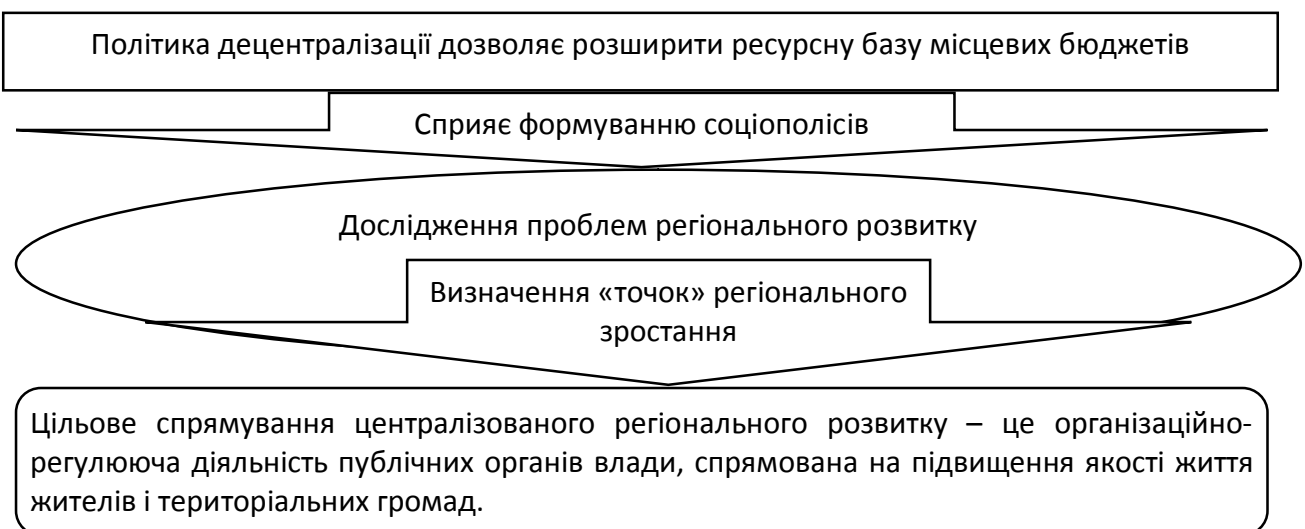 Політика децентралізації дозволяє розширити ресурсну базу місцевих бюджетів
Сприяє формуванню соціополісів
Дослідження проблем регіонального розвитку
Визначення «точок» регіонального
зростання
Цільове спрямування централізованого регіонального розвитку – це організаційно-
регулююча діяльність публічних органів влади, спрямована на підвищення якості життя
жителів і територіальних громад.